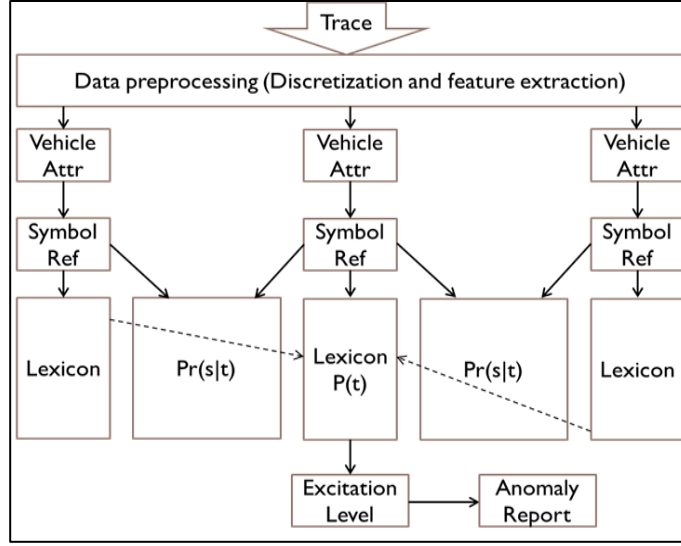 Trace
Data preprocessing (Discretization and feature extraction)
Vehicle
Attr
Vehicle
Attr
Vehicle
Attr
Symbol
Ref
Symbol
Ref
Symbol
Ref
Lexicon
Pr(s|t)
Lexicon
P(t)
Pr(s|t)
Lexicon
Excitation
Level
Anomaly
Report